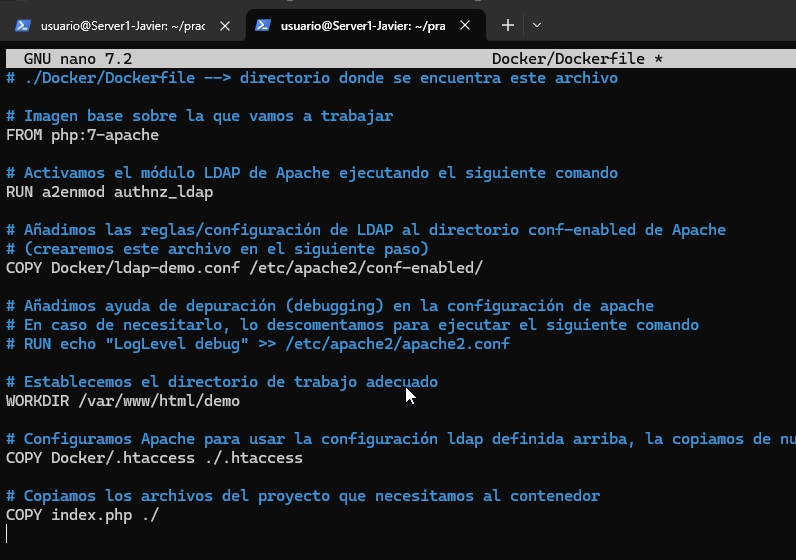 usuario@Server1-Javier: ~/prac
usuario@Server1-Javier: ~/pra
GNU nano 7.2 Docker/Dockerfile *
# ./Docker/Dockerfile --> directorio donde se encuentra este archivo
# Imagen base sobre la que vamos a trabajar
FROM php:7-apache
# Activamos el módulo LDAP de Apache ejecutando el siguiente comando
RUN a2enmod authnz_ldap
# Añadimos las reglas/configuración de LDAP al directorio conf-enabled de Apache
# (crearemos este archivo en el siguiente paso)
COPY Docker/ldap-demo.conf /etc/apache2/conf-enabled/
# Añadimos ayuda de depuración (debugging) en la configuración de apache
# En caso de necesitarlo, lo descomentamos para ejecutar el siguiente comando
# RUN echo "LogLevel debug" >> /etc/apache2/apache2.conf
# Establecemos el directorio de trabajo adecuado
WORKDIR /var/www/html/demo
# Configuramos Apache para usar la configuración ldap definida arriba, la copiamos de nu
COPY Docker/.htaccess ./.htaccess
# Copiamos los archivos del proyecto que necesitamos al contenedor
COPY index.php ./